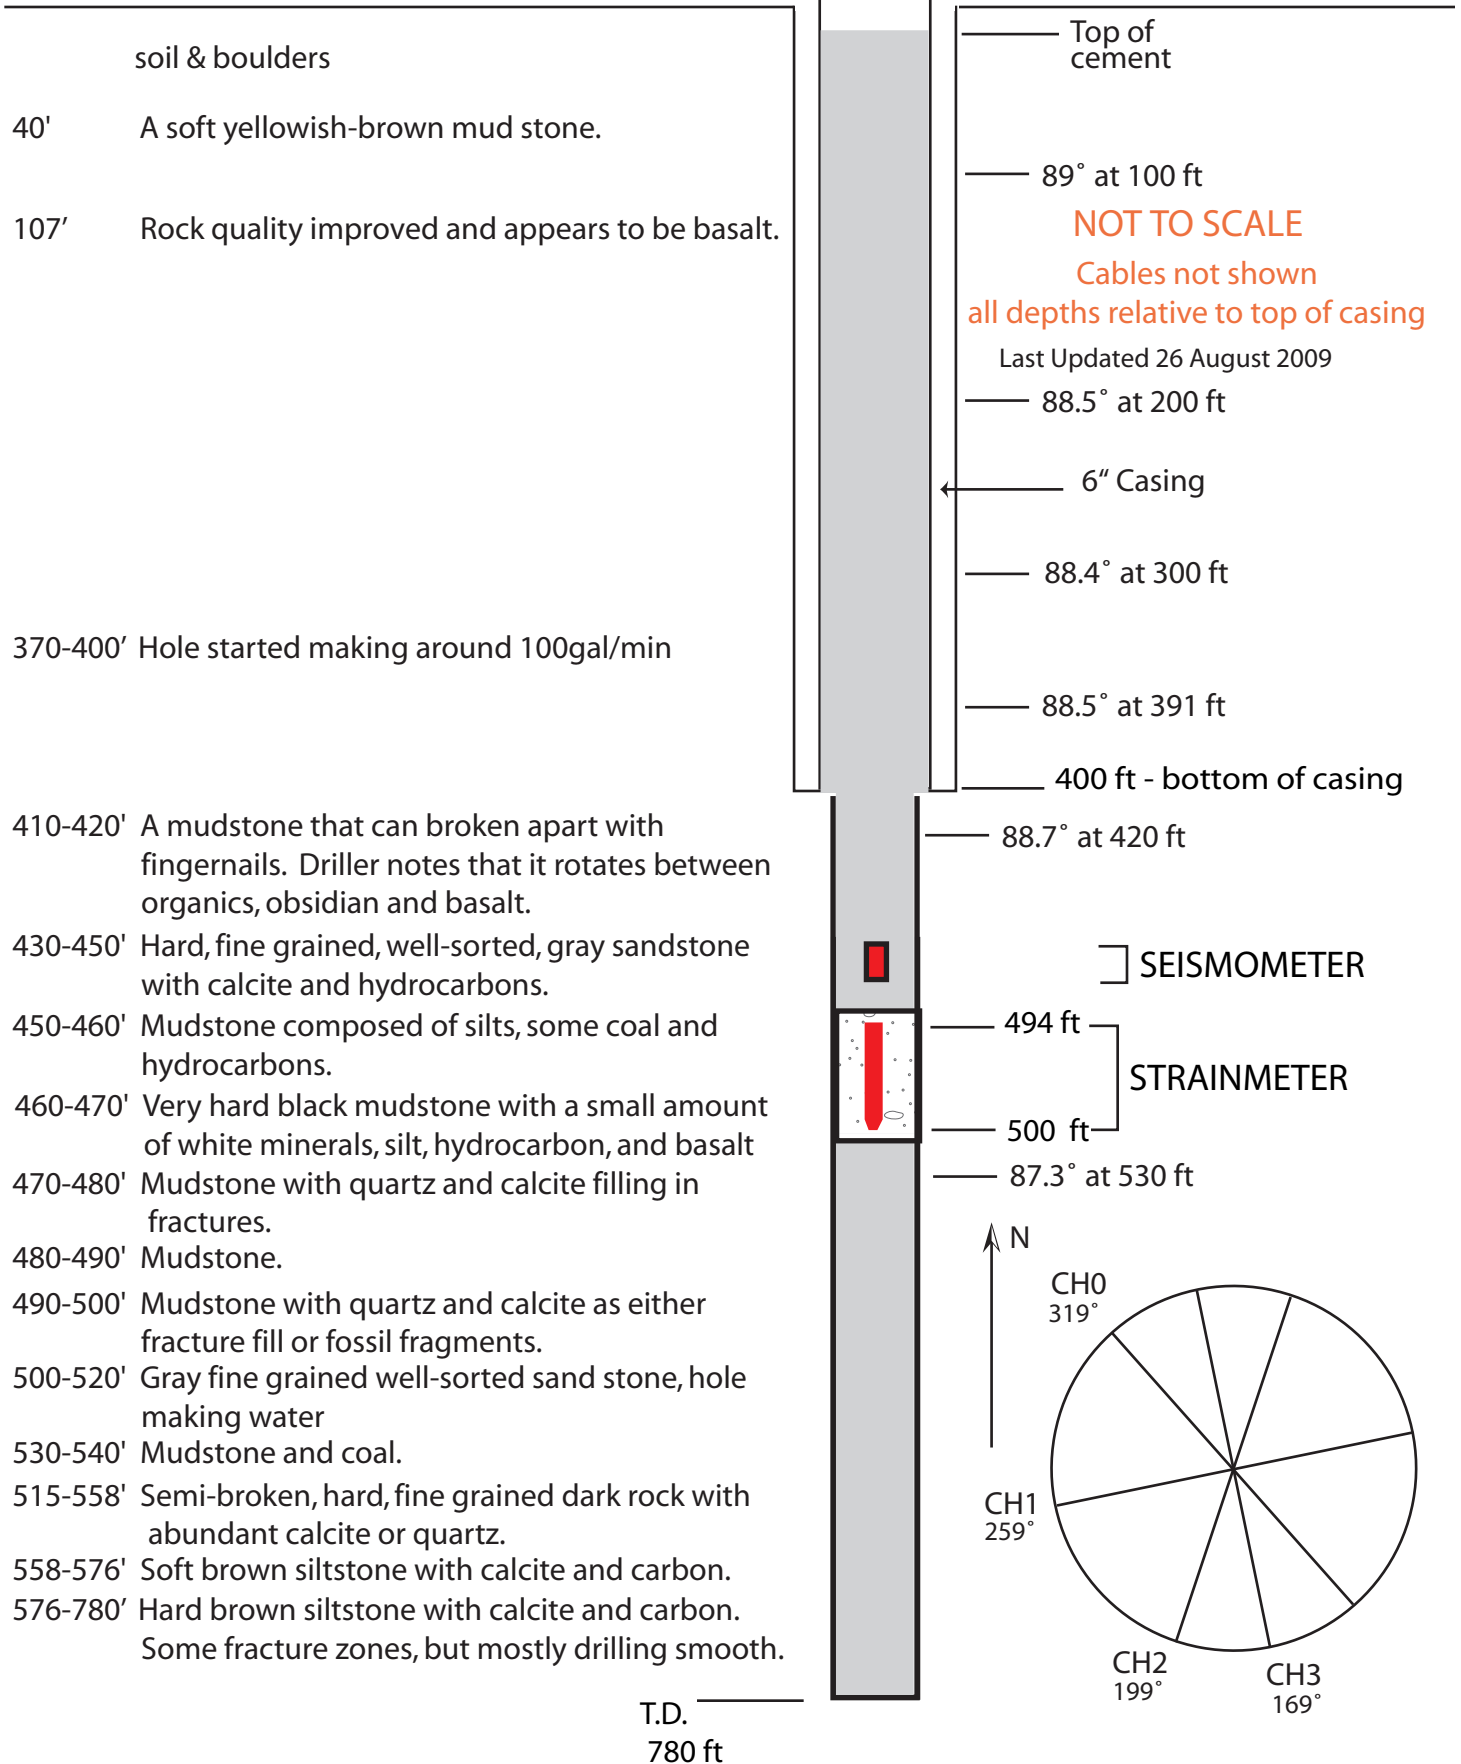 soil & boulders
40' A soft yellowish-brown mud stone.
107' Rock quality improved and appears to be basalt.
370-400' Hole started making around 100gal/min
410-420' A mudstone that can broken apart with
fingernails. Driller notes that it rotates between
organics, obsidian and basalt.
430-450' Hard, fine grained, well-sorted, gray sandstone
with calcite and hydrocarbons.
450-460' Mudstone composed of silts, some coal and
hydrocarbons.
460-470' Very hard black mudstone with a small amount
of white minerals, silt, hydrocarbon, and basalt
470-480' Mudstone with quartz and calcite filling in
fractures.
480-490' Mudstone.
490-500' Mudstone with quartz and calcite as either
fracture fill or fossil fragments.
500-520' Gray fine grained well-sorted sand stone, hole
making water
530-540' Mudstone and coal.
515-558' Semi-broken, hard, fine grained dark rock with
abundant calcite or quartz.
558-576' Soft brown siltstone with calcite and carbon.
576-780' Hard brown siltstone with calcite and carbon.
Some fracture zones, but mostly drilling smooth.
T.D.
780 ft
Top of
cement
89˚ at 100 ft
NOT TO SCALE
Cables not shown
all depths relative to top of casing
Last Updated 26 August 2009
88.5˚ at 200 ft
6“ Casing
88.4˚ at 300 ft
88.5˚ at 391 ft
400 ft - bottom of casing
88.7˚ at 420 ft
SEISMOMETER
494 ft
STRAINMETER
500 ft
87.3˚ at 530 ft
N
CH0
319˚
CH1
259˚
CH2
199˚
CH3
169˚